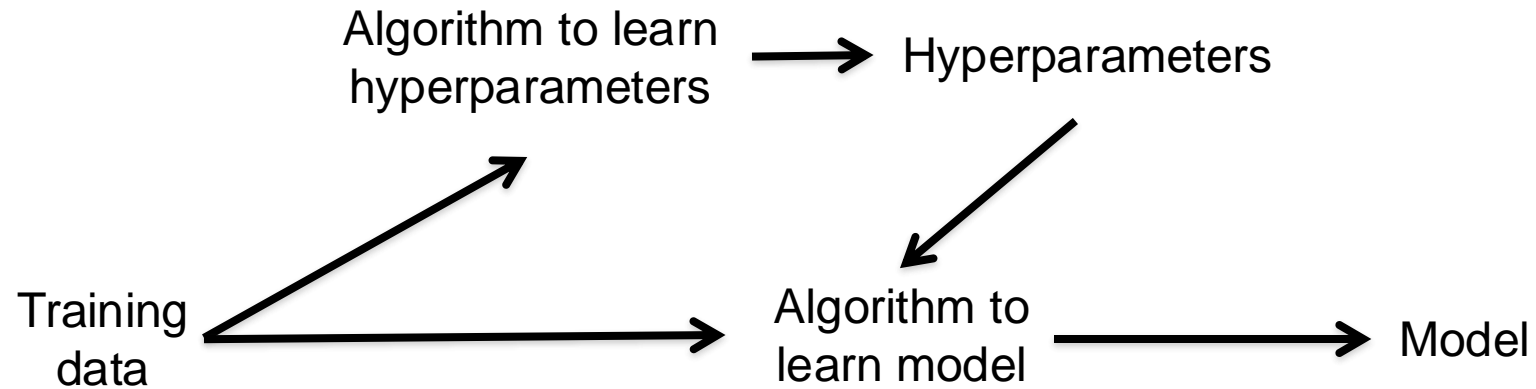 Algorithm to learn
hyperparameters
Hyperparameters
Training
data
Algorithm to
learn model
Model